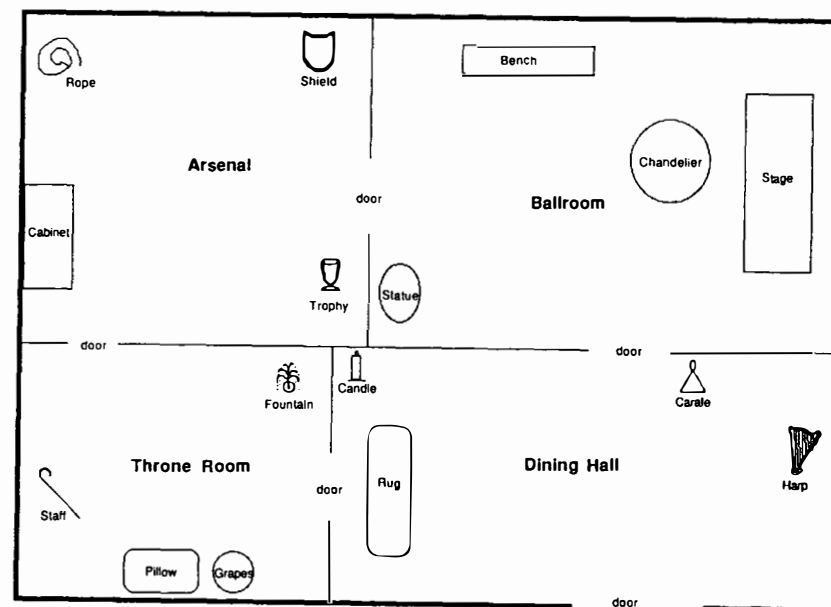 Rope
Shield
Bench
Arsenal
Chandelier
Stage
door
Ballroom
Cabinet
Trophy
Statue
door
door
Fountain
Candle
Carafe
Throne Room
Rug
Dining Hall
door
Harp
Staff
Pillow
Grapes
door